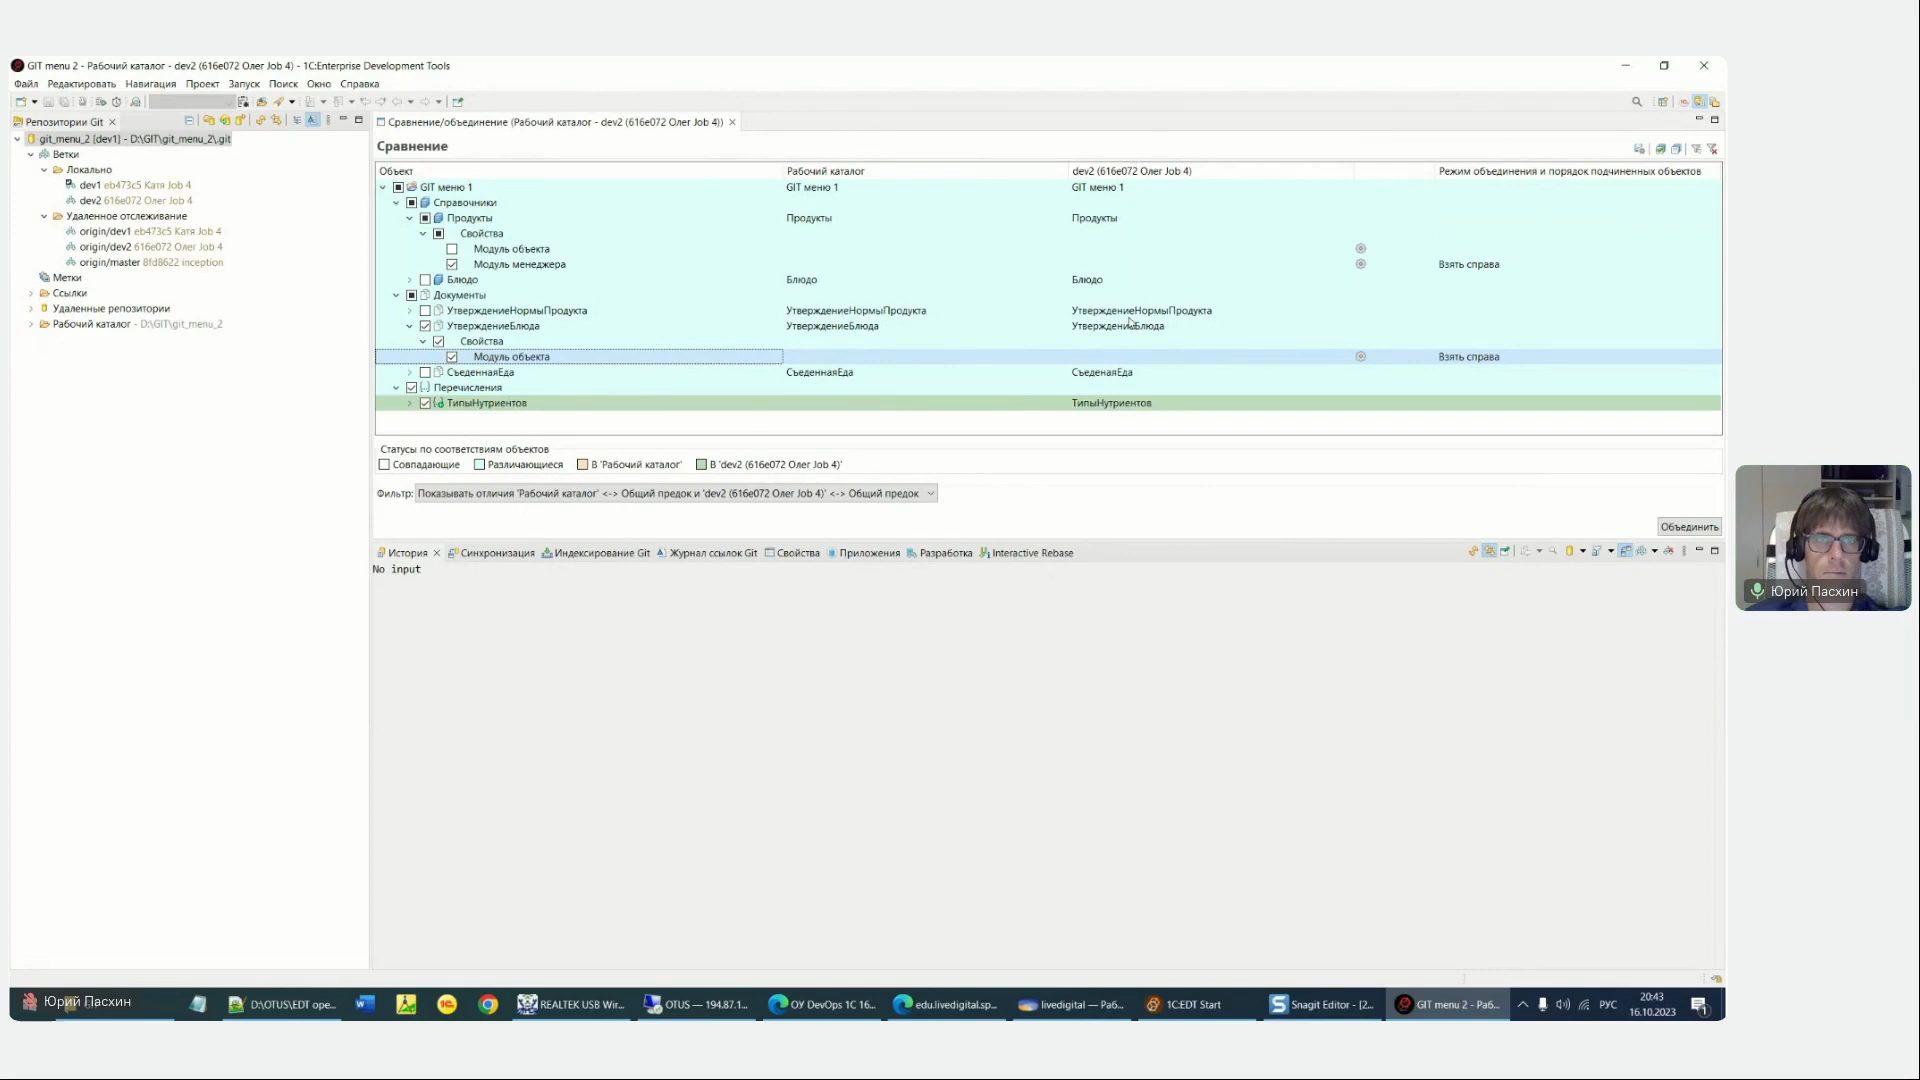 GIT menu 2 - Рабочий каталог - dev2 (616e072 Олег Job 4) - 1C:Enterprise Development Tools
Файл Редактировать Навигация Проект Запуск Поиск Окно Справка
Репозитории Git
git_menu_2 [dev1] - D:\GIT\git_menu_2\.git
Ветки
Локально
dev1 eb473c5 Катя Job 4
dev2 616e072 Олег Job 4
Удаленное отслеживание
origin/dev1 eb473c5 Катя Job 4
origin/dev2 616e072 Олег Job 4
origin/master 8fd8622 inception
Метки
Ссылки
Удаленные репозитории
Рабочий каталог - D:\GIT\git_menu_2
Сравнение/объединение (Рабочий каталог - dev2 (616e072 Олег Job 4))
Сравнение
Объект Рабочий каталог dev2 (616e072 Олег Job 4) Режим объединения и порядок подчиненных объектов
GIT меню 1 GIT меню 1 GIT меню 1
Справочники
Продукты Продукты Продукты
Свойства
Модуль объекта
Модуль менеджера Взять справа
Блюдо Блюдо Блюдо
Документы
УтверждениеНормыПродукта УтверждениеНормыПродукта УтверждениеНормыПродукта
УтверждениеБлюда УтверждениеБлюда УтверждениеБлюда
Свойства
Модуль объекта Взять справа
СъеденнаяЕда СъеденнаяЕда СъеденаяЕда
Перечисления
ТипыНутриентов ТипыНутриентов
Статусы по соответствиям объектов
Совпадающие Различающиеся В 'Рабочий каталог' В 'dev2 (616e072 Олег Job 4)'
Фильтр: Показывать отличия 'Рабочий каталог' <-> Общий предок и 'dev2 (616e072 Олег Job 4)' <-> Общий предок
Объединить
История Синхронизация Индексирование Git Журнал ссылок Git Свойства Приложения Разработка Interactive Rebase
No input
Юрий Пасхин
Юрий Пасхин D:\OTUS\EDT опе... REALTEK USB Wir... OTUS — 194.87.1... ОУ DevOps 1С 16... edu.livedigital.sp... livedigital — Раб... 1C:EDT Start Snagit Editor - [2... GIT menu 2 - Раб... РУС 20:43
16.10.2023 1